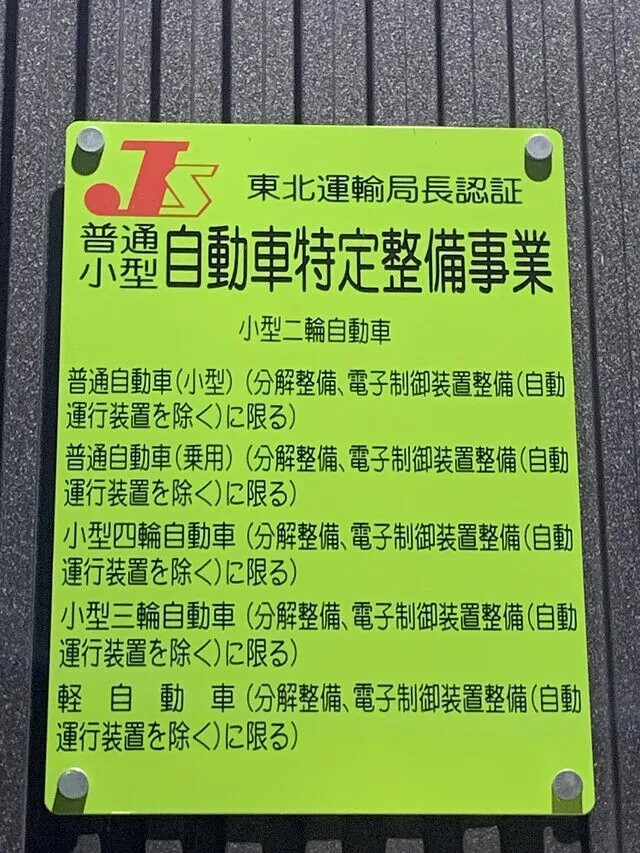 JS 東北運輸局長認証
普通
小型 自動車特定整備事業
小型二輪自動車
普通自動車(小型)(分解整備、電子制御装置整備(自動
運行装置を除く)に限る)
普通自動車(乗用)(分解整備、電子制御装置整備(自動
運行装置を除く)に限る)
小型四輪自動車(分解整備、電子制御装置整備(自動
運行装置を除く)に限る)
小型三輪自動車(分解整備、電子制御装置整備(自動
運行装置を除く)に限る)
軽自動車(分解整備、電子制御装置整備(自動
運行装置を除く)に限る)